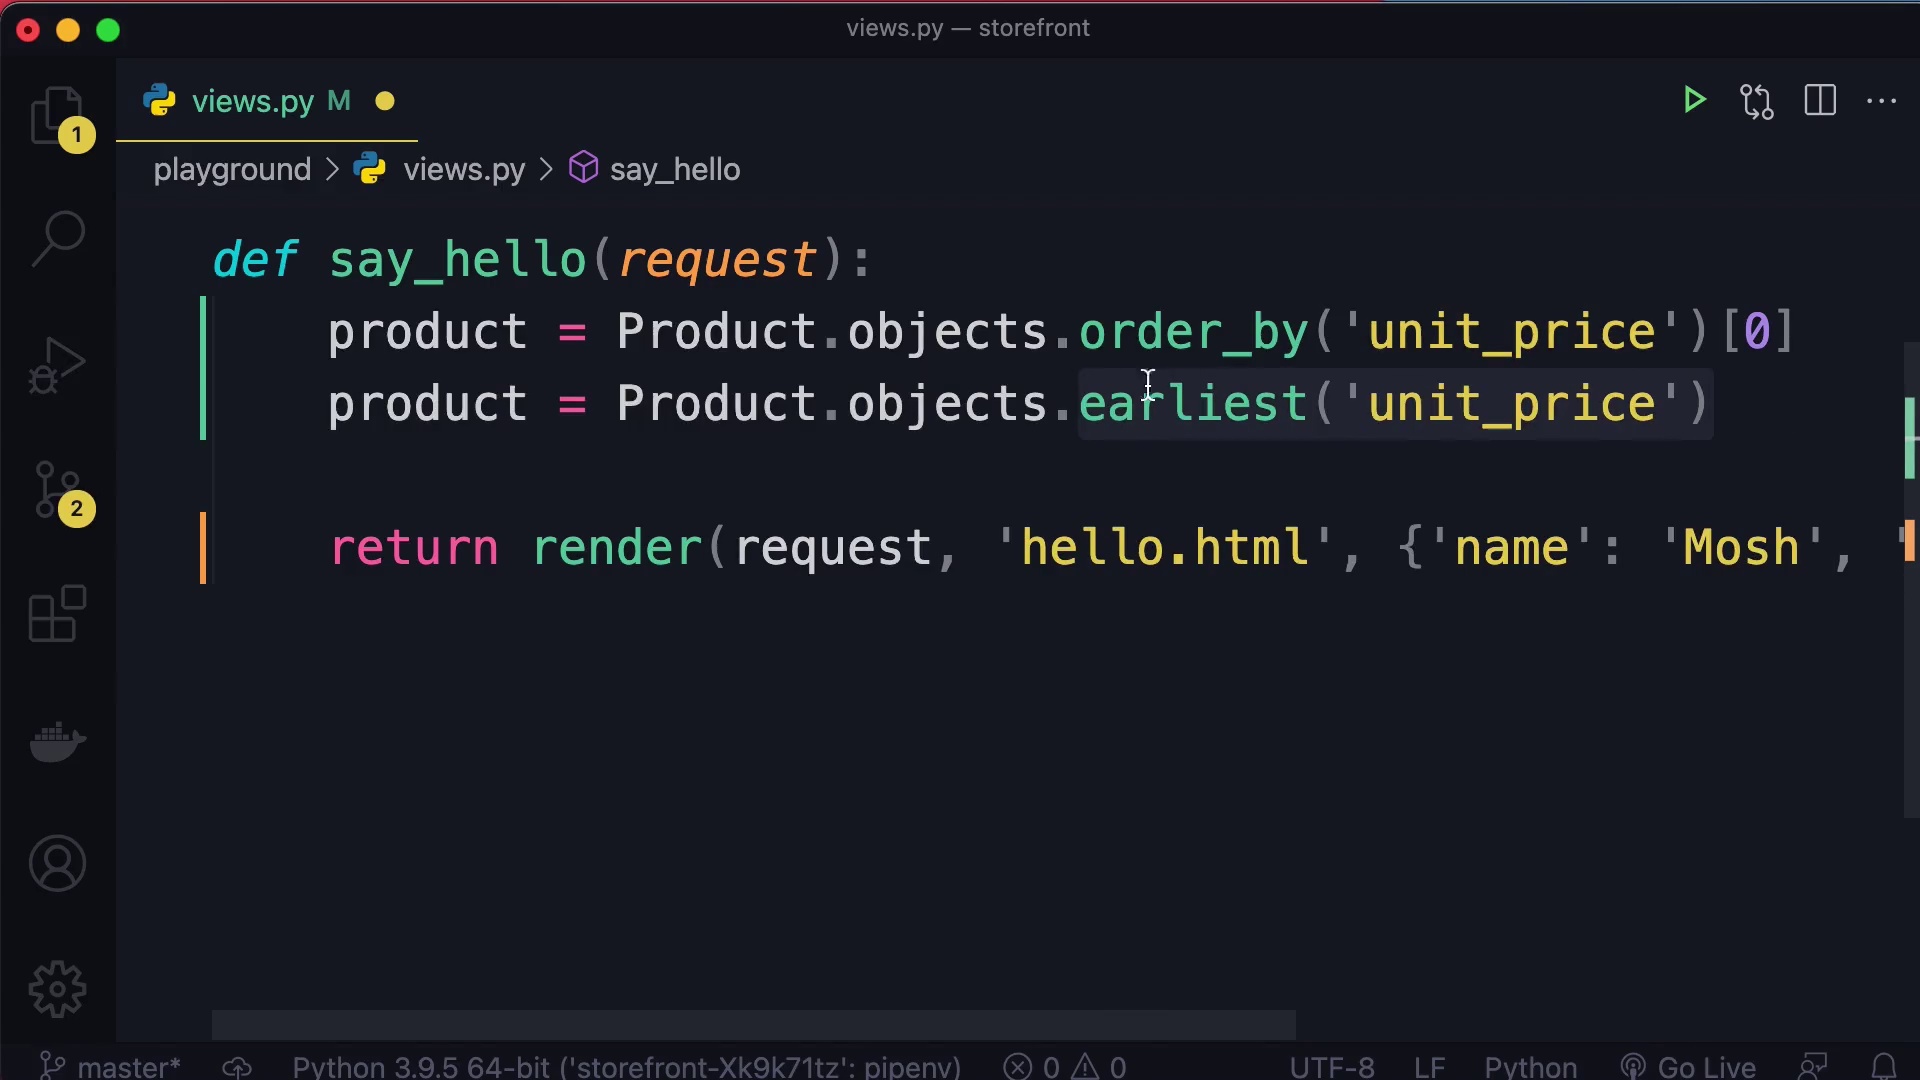 views.py — storefront
views.py M
1
playground > views.py > say_hello
def say_hello(request):
product = Product.objects.order_by('unit_price')[0]
product = Product.objects.earliest('unit_price')
return render(request, 'hello.html', {'name': 'Mosh', '
2
master* Python 3.9.5 64-bit ('storefront-Xk9k71tz': pipenv) 0 0 UTF-8 LF Python Go Live